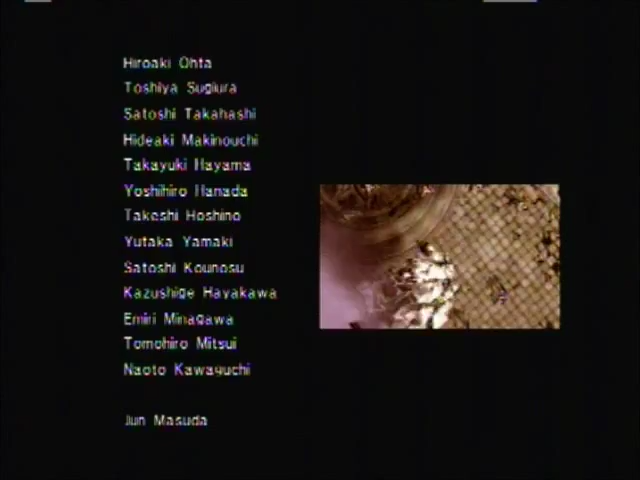 Hiroaki Ohta
Toshiya Sugiura
Satoshi Takahashi
Hideaki Makinouchi
Takayuki Hayama
Yoshihiro Hanada
Takeshi Hoshino
Yutaka Yamaki
Satoshi Kounosu
Kazushige Hayakawa
Emiri Minagawa
Tomohiro Mitsui
Naoto Kawaguchi
Jun Masuda